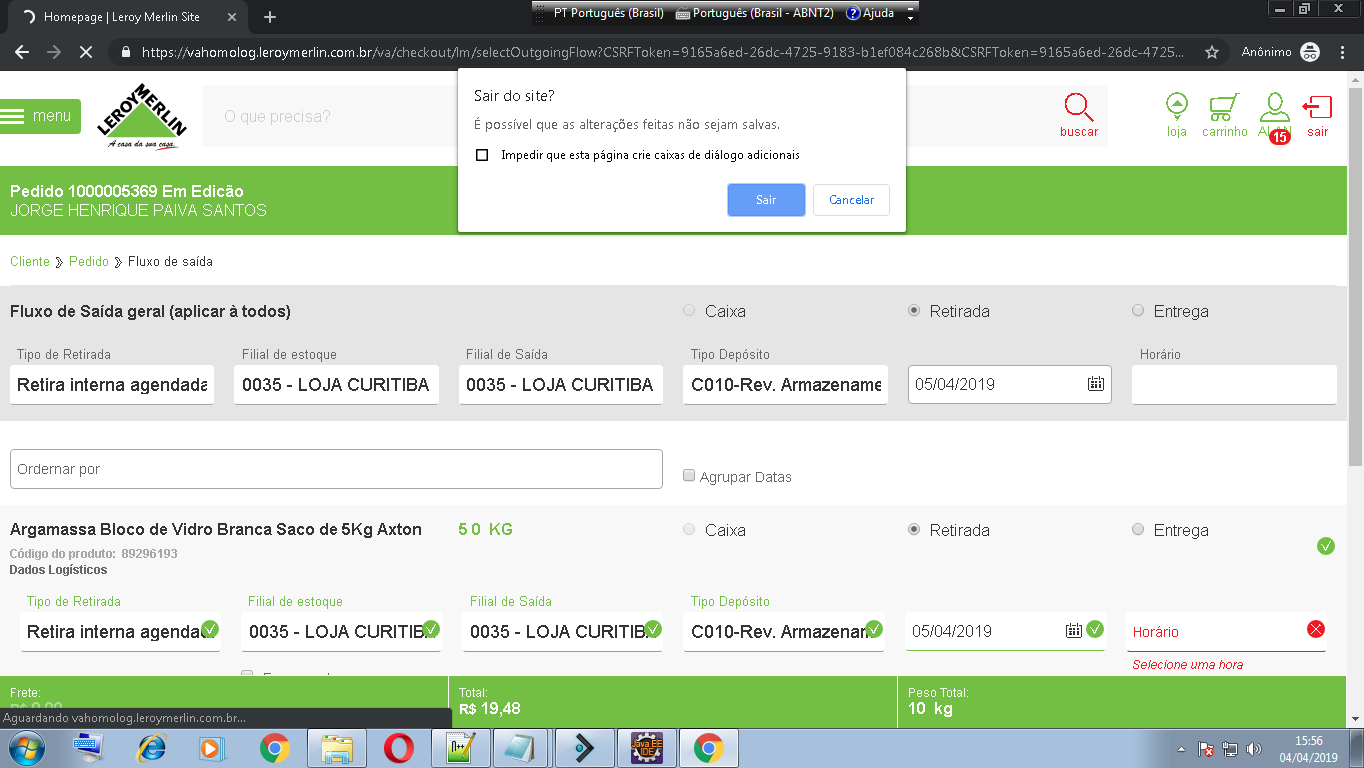 PT Português (Brasil) Português (Brasil - ABNT2) Ajuda
Homepage | Leroy Merlin Site
https://vahomolog.leroymerlin.com.br/va/checkout/lm/selectOutgoingFlow?CSRFToken=9165a6ed-26dc-4725-9183-b1ef084c268b&CSRFToken=9165a6ed-26dc-4725... Anônimo
Sair do site?
É possível que as alterações feitas não sejam salvas.
Impedir que esta página crie caixas de diálogo adicionais
Sair Cancelar
menu
LEROY MERLIN
A casa da sua casa.
O que precisa?
buscar
loja
carrinho
ALAN
15
sair
Pedido 1000005369 Em Edicão
JORGE HENRIQUE PAIVA SANTOS
Cliente Pedido Fluxo de saída
Fluxo de Saída geral (aplicar à todos) Caixa Retirada Entrega
Tipo de Retirada Filial de estoque Filial de Saída Tipo Depósito Horário
Retira interna agendada 0035 - LOJA CURITIBA 0035 - LOJA CURITIBA C010-Rev. Armazename 05/04/2019
Ordernar por
Agrupar Datas
Argamassa Bloco de Vidro Branca Saco de 5Kg Axton 5 0 KG Caixa Retirada Entrega
Código do produto: 89296193
Dados Logísticos
Tipo de Retirada Filial de estoque Filial de Saída Tipo Depósito
Retira interna agenda 0035 - LOJA CURITIB 0035 - LOJA CURITIB C010-Rev. Armazenam 05/04/2019 Horário
Selecione uma hora
Frete: Total: Peso Total:
R$ 19,48 10 kg
Aguardando vahomolog.leroymerlin.com.br...
Java EE
IDE
15:56
04/04/2019